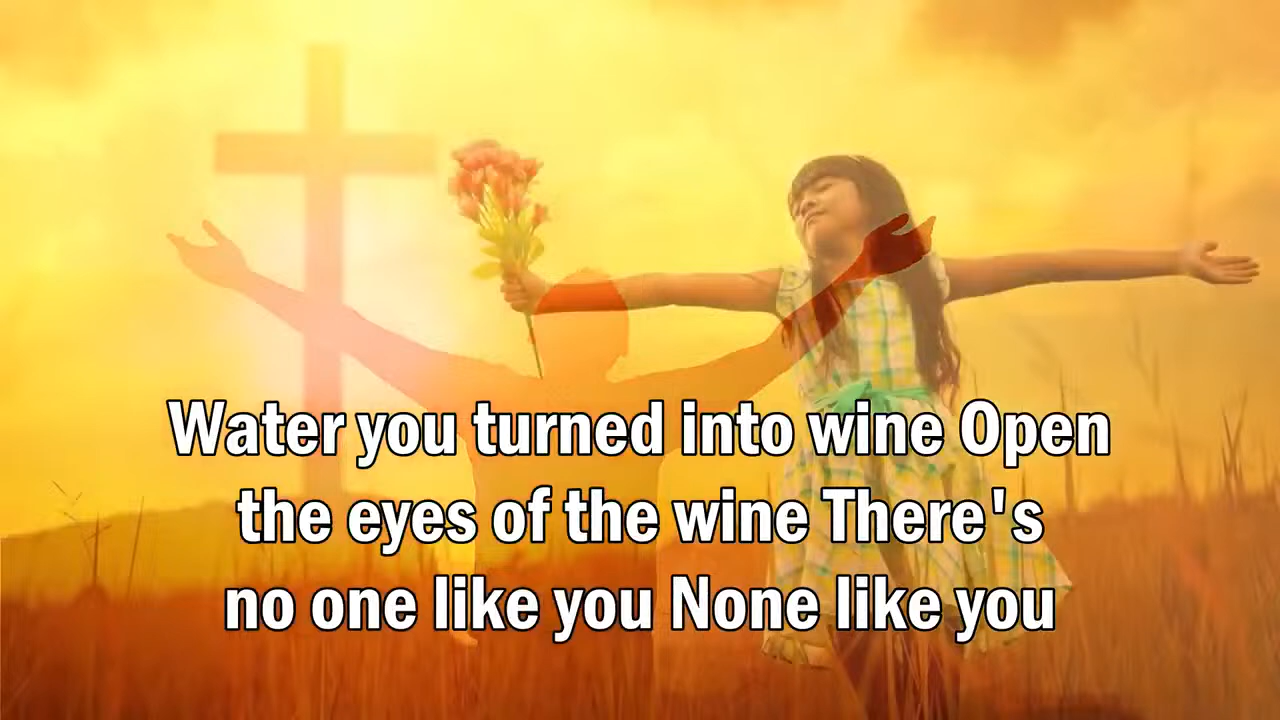 Water you turned into wine Open
the eyes of the wine There's
no one like you None like you